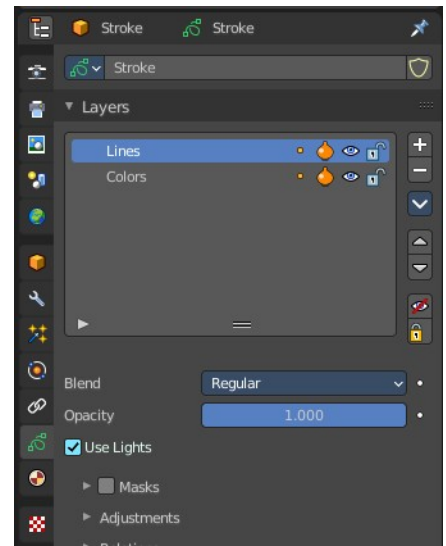 Stroke Stroke
Stroke
Layers
Lines
Colors
Blend Regular
Opacity 1.000
Use Lights
Masks
Adjustments